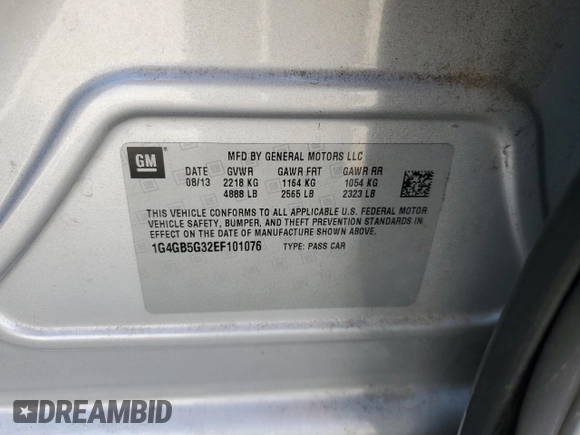 GM
MFD BY GENERAL MOTORS LLC
DATE GVWR GAWR FRT GAWR RR
08/13 2218 KG 1164 KG 1054 KG
4888 LB 2565 LB 2323 LB
THIS VEHICLE CONFORMS TO ALL APPLICABLE U.S. FEDERAL MOTOR
VEHICLE SAFETY, BUMPER, AND THEFT PREVENTION STANDARDS IN
EFFECT ON THE DATE OF MANUFACTURE SHOWN ABOVE.
1G4GB5G32EF101076 TYPE: PASS CAR
DREAMBID